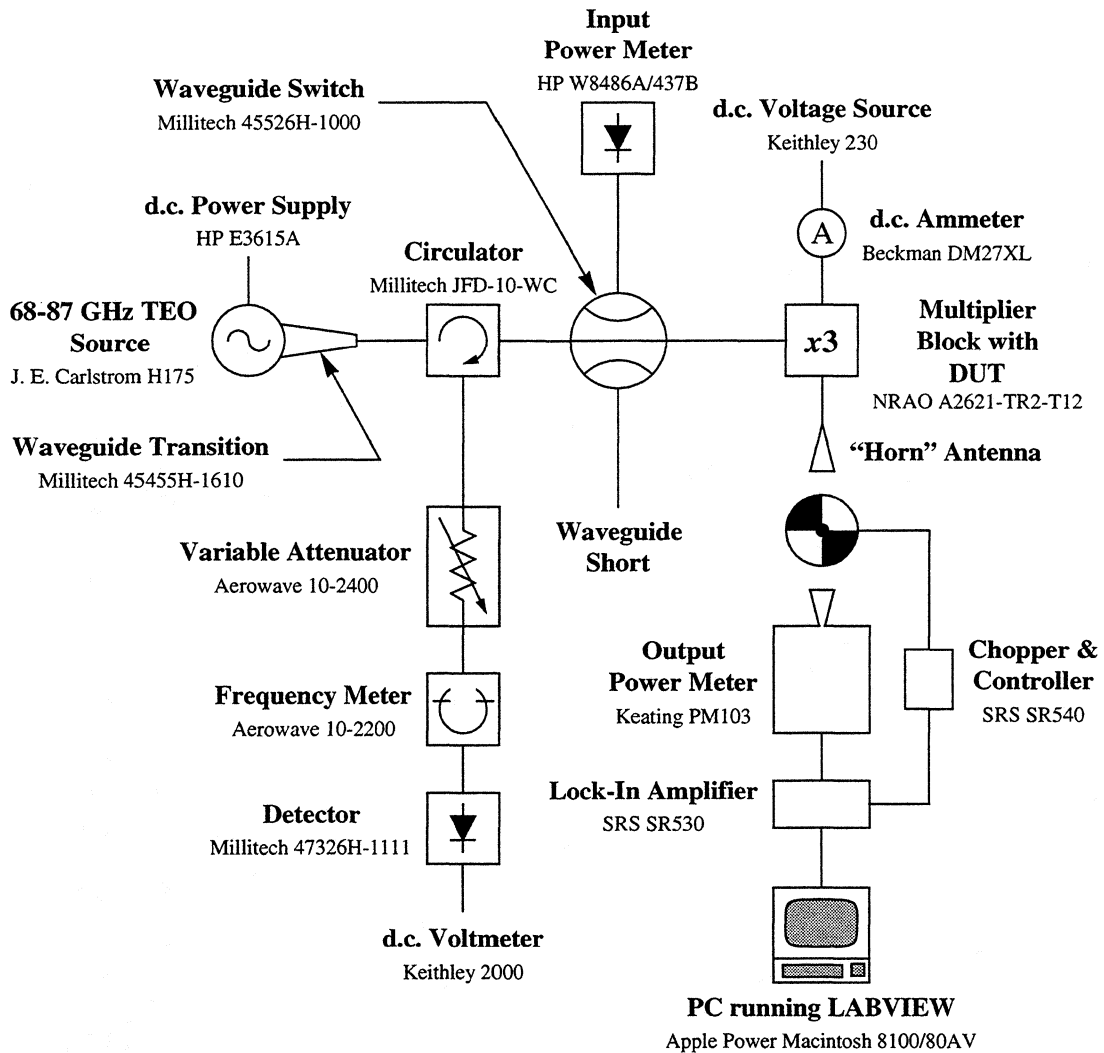 Input
Power Meter
HP W8486A/437B
Waveguide Switch
Millitech 45526H-1000
d.c. Voltage Source
Keithley 230
d.c. Power Supply
HP E3615A
A
d.c. Ammeter
Beckman DM27XL
Circulator
Millitech JFD-10-WC
68-87 GHz TEO
Source
J. E. Carlstrom H175
x3
Multiplier
Block with
DUT
NRAO A2621-TR2-T12
Waveguide Transition
Millitech 45455H-1610
“Horn” Antenna
Waveguide
Short
Variable Attenuator
Aerowave 10-2400
Output
Power Meter
Keating PM103
Chopper &
Controller
SRS SR540
Frequency Meter
Aerowave 10-2200
Lock-In Amplifier
SRS SR530
Detector
Millitech 47326H-1111
d.c. Voltmeter
Keithley 2000
PC running LABVIEW
Apple Power Macintosh 8100/80AV